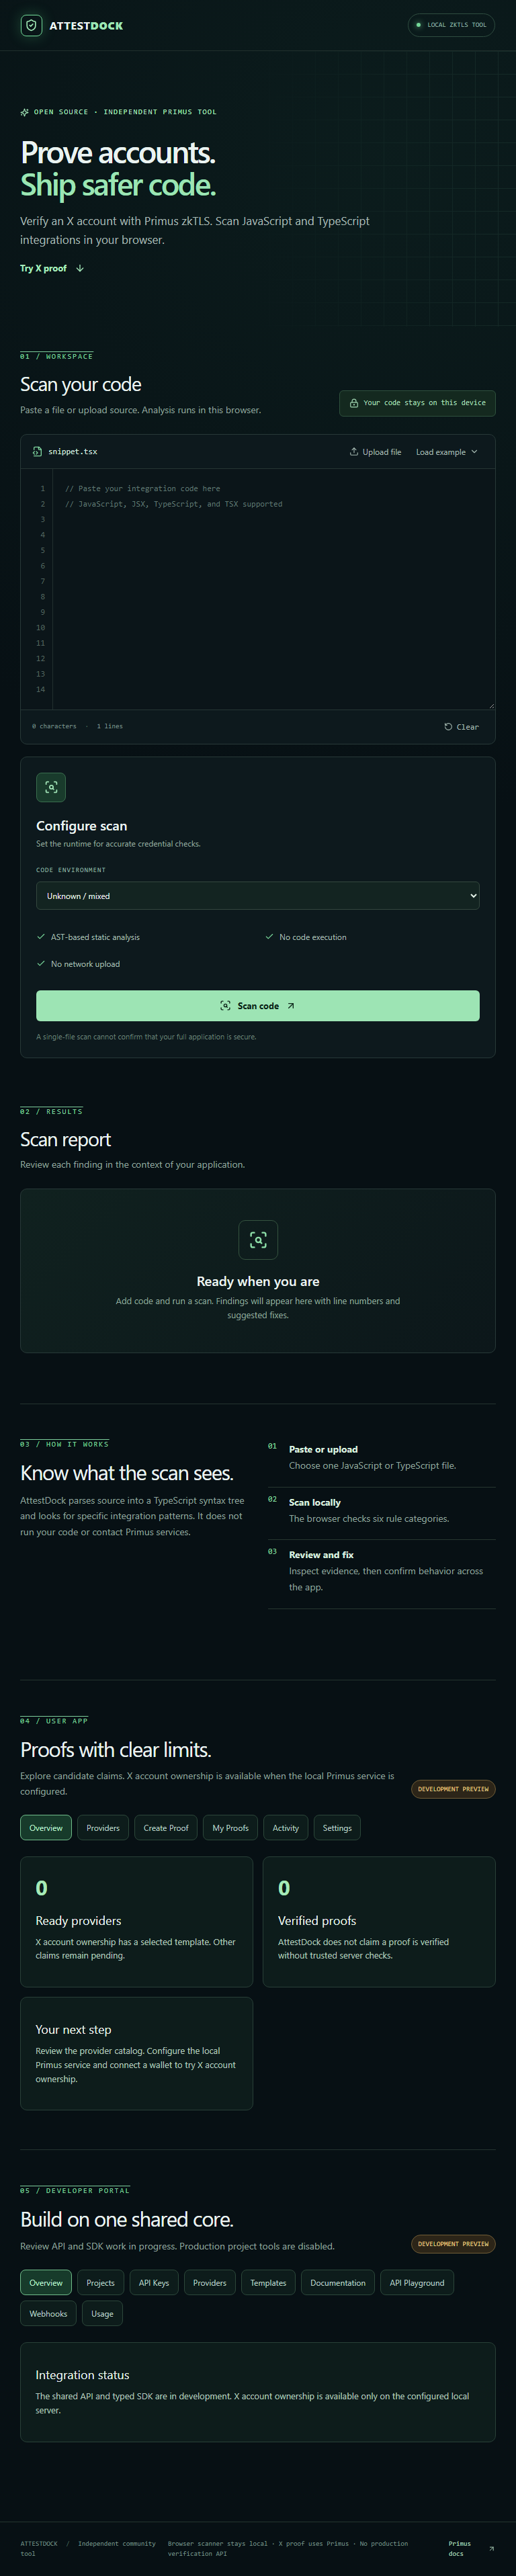 ATTESTDOCK
LOCAL ZKTLS TOOL
OPEN SOURCE · INDEPENDENT PRIMUS TOOL
Prove accounts.
Ship safer code.
Verify an X account with Primus zkTLS. Scan JavaScript and TypeScript
integrations in your browser.
Try X proof
01 / WORKSPACE
Scan your code
Paste a file or upload source. Analysis runs in this browser.
Your code stays on this device
snippet.tsx
Upload file
Load example
1
// Paste your integration code here
2
// JavaScript, JSX, TypeScript, and TSX supported
3
4
5
6
7
8
9
10
11
12
13
14
0 characters · 1 lines
Clear
Configure scan
Set the runtime for accurate credential checks.
CODE ENVIRONMENT
Unknown / mixed
AST-based static analysis
No code execution
No network upload
Scan code
A single-file scan cannot confirm that your full application is secure.
02 / RESULTS
Scan report
Review each finding in the context of your application.
Ready when you are
Add code and run a scan. Findings will appear here with line numbers and
suggested fixes.
03 / HOW IT WORKS
Know what the scan sees.
AttestDock parses source into a TypeScript syntax tree
and looks for specific integration patterns. It does not
run your code or contact Primus services.
01
Paste or upload
Choose one JavaScript or TypeScript file.
02
Scan locally
The browser checks six rule categories.
03
Review and fix
Inspect evidence, then confirm behavior across
the app.
04 / USER APP
Proofs with clear limits.
Explore candidate claims. X account ownership is available when the local Primus service is
configured.
DEVELOPMENT PREVIEW
Overview
Providers
Create Proof
My Proofs
Activity
Settings
0
Ready providers
X account ownership has a selected template. Other
claims remain pending.
0
Verified proofs
AttestDock does not claim a proof is verified
without trusted server checks.
Your next step
Review the provider catalog. Configure the local
Primus service and connect a wallet to try X account
ownership.
05 / DEVELOPER PORTAL
Build on one shared core.
Review API and SDK work in progress. Production project tools are disabled.
DEVELOPMENT PREVIEW
Overview
Projects
API Keys
Providers
Templates
Documentation
API Playground
Webhooks
Usage
Integration status
The shared API and typed SDK are in development. X account ownership is available only on the configured local
server.
ATTESTDOCK / Independent community
tool
Browser scanner stays local · X proof uses Primus · No production
verification API
Primus
docs